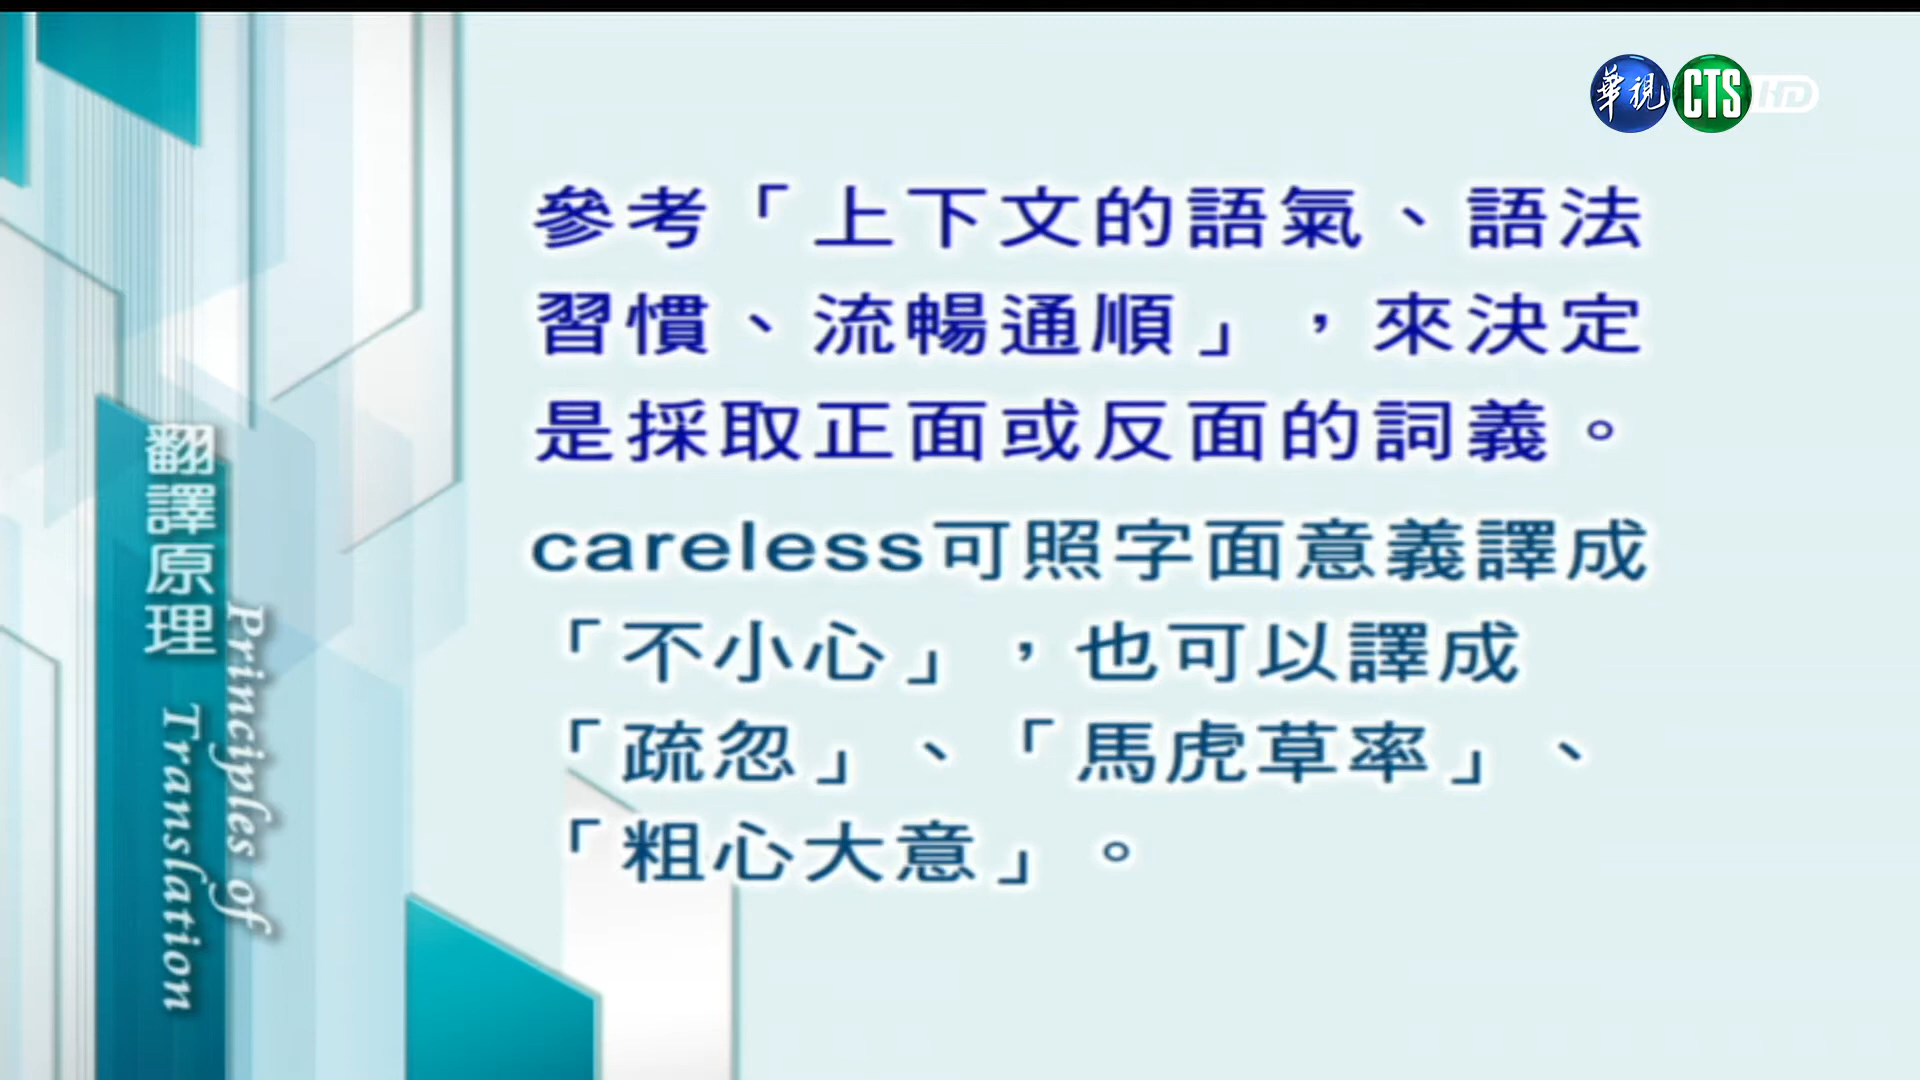 華視 CTS HD
參考「上下文的語氣、語法
習慣、流暢通順」，來決定
是採取正面或反面的詞義。
careless可照字面意義譯成
「不小心」，也可以譯成
「疏忽」、「馬虎草率」、
「粗心大意」。
翻譯原理
Principles of
Translation